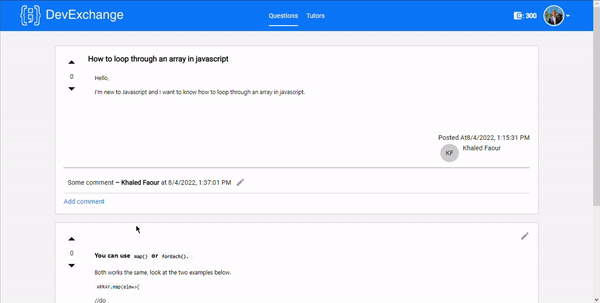 DevExchange
Questions Tutors
: 300
How to loop through an array in javascript
0
Hello,
I'm new to Javascript and I want to know how to loop through an array in javascript.
Posted At8/4/2022, 1:15:31 PM
KF Khaled Faour
Some comment – Khaled Faour at 8/4/2022, 1:37:01 PM
Add comment
0
You can use map() or foreach().
Both works the same, look at the two examples below.
ARRAY.map(elm=>{
//do